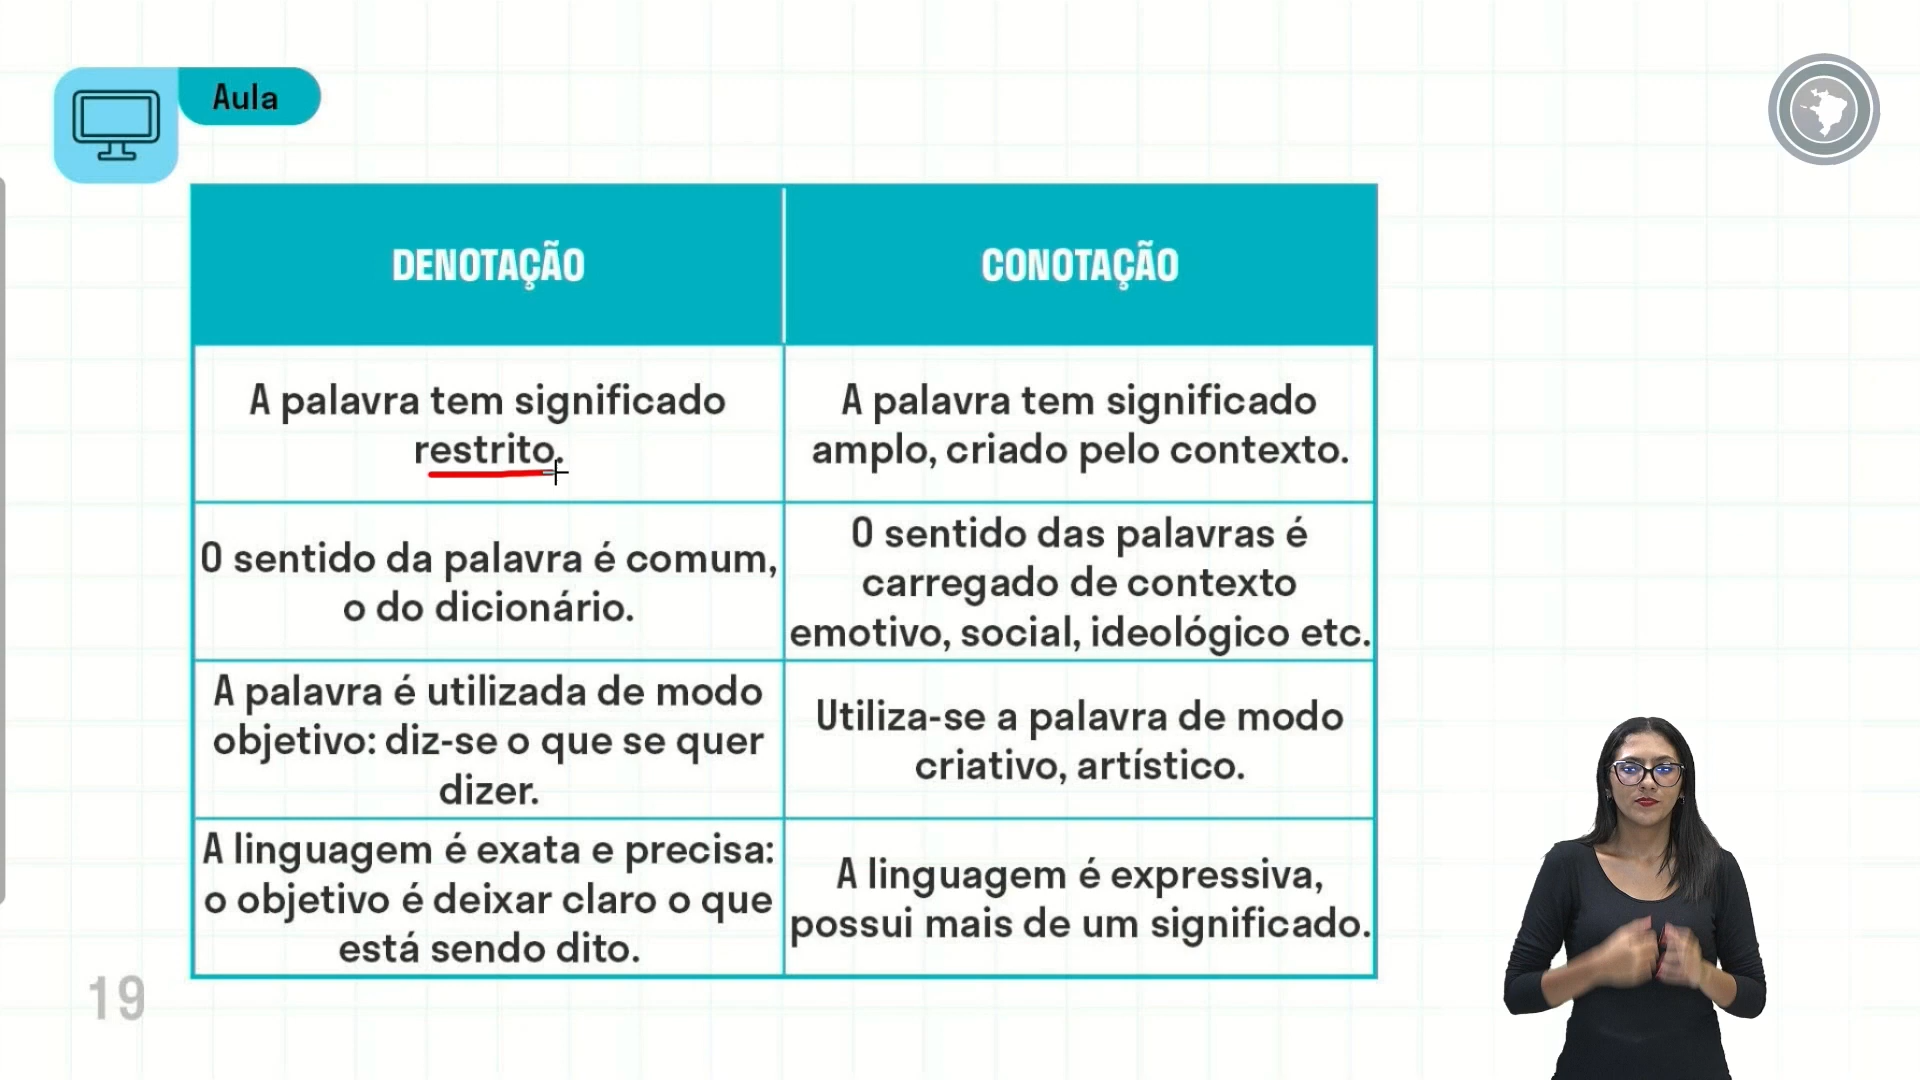 Aula
DENOTAÇÃO
CONOTAÇÃO
A palavra tem significado
restrito.
A palavra tem significado
amplo, criado pelo contexto.
O sentido da palavra é comum,
o do dicionário.
O sentido das palavras é
carregado de contexto
emotivo, social, ideológico etc.
A palavra é utilizada de modo
objetivo: diz-se o que se quer
dizer.
Utiliza-se a palavra de modo
criativo, artístico.
A linguagem é exata e precisa:
o objetivo é deixar claro o que
está sendo dito.
A linguagem é expressiva,
possui mais de um significado.
19